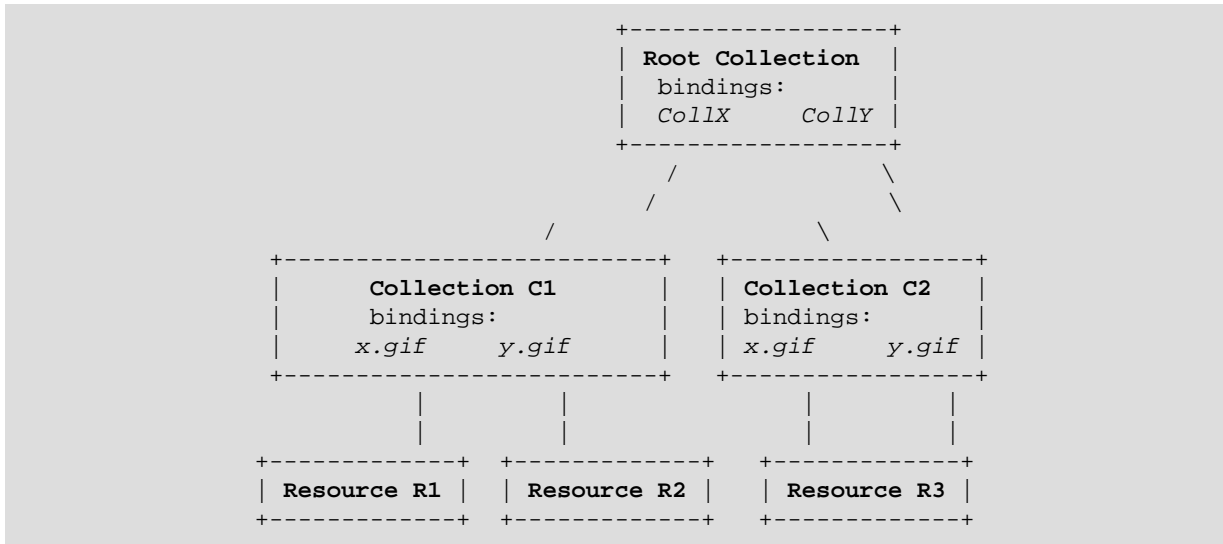 +------------------+
| Root Collection |
| bindings: |
| CollX CollY |
+------------------+
/ \
/ \
/ \
+--------------------------+ +-----------------+
| Collection C1 | | Collection C2 |
| bindings: | | bindings: |
| x.gif y.gif | | x.gif y.gif |
+--------------------------+ +-----------------+
| | | |
| | | |
+-------------+ +-------------+ +-------------+
| Resource R1 | | Resource R2 | | Resource R3 |
+-------------+ +-------------+ +-------------+